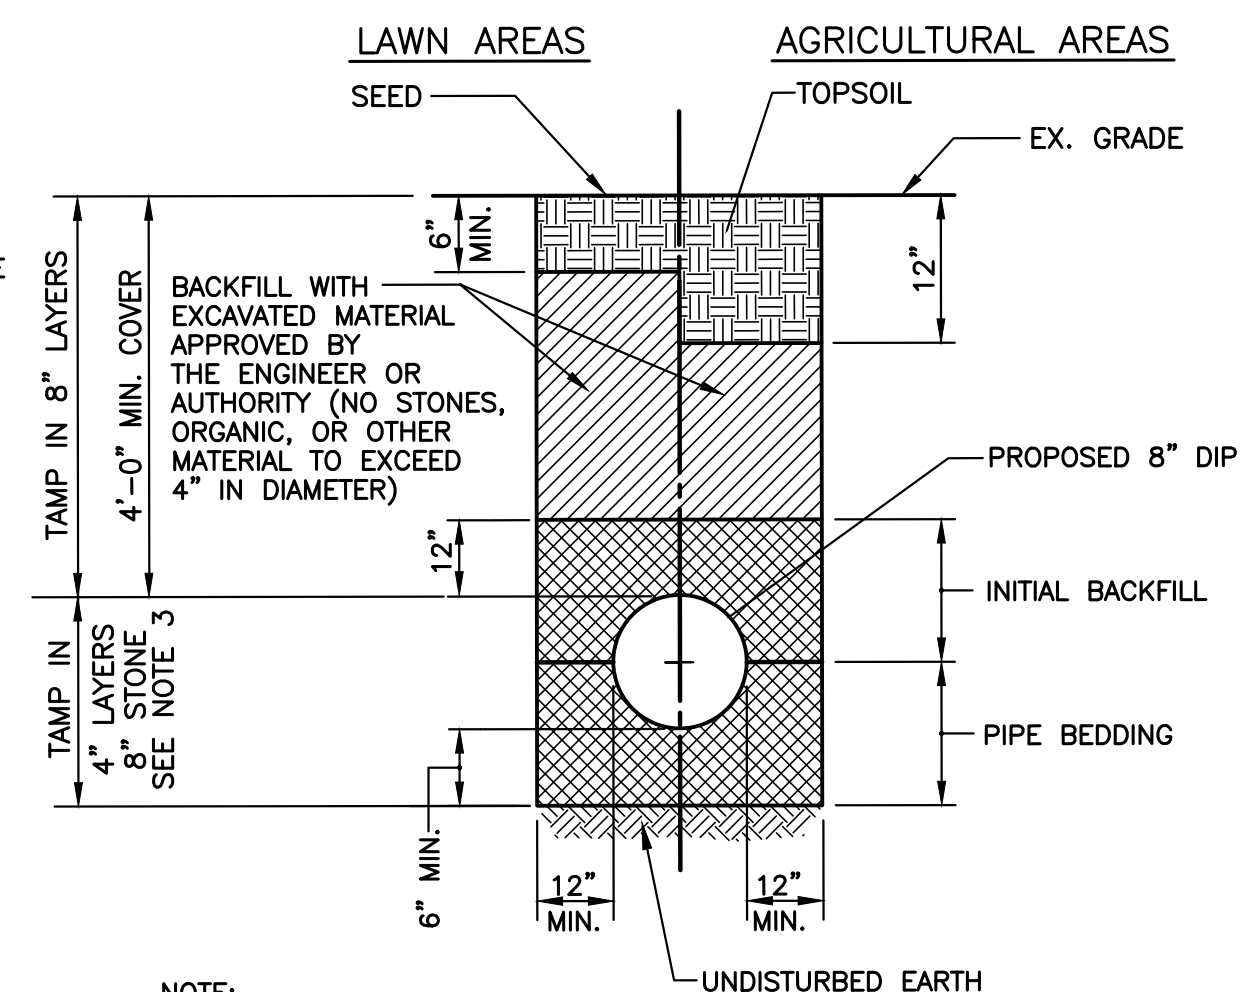 LAWN AREAS
AGRICULTURAL AREAS
SEED
TOPSOIL
EX. GRADE
6"
MIN.
12"
TAMP IN 8" LAYERS
4'-0" MIN. COVER
BACKFILL WITH
EXCAVATED MATERIAL
APPROVED BY
THE ENGINEER OR
AUTHORITY (NO STONES,
ORGANIC, OR OTHER
MATERIAL TO EXCEED
4" IN DIAMETER)
PROPOSED 8" DIP
12"
INITIAL BACKFILL
TAMP IN
4" LAYERS
8" STONE
SEE NOTE 3
PIPE BEDDING
6" MIN.
12"
MIN.
12"
MIN.
UNDISTURBED EARTH
NOTE: